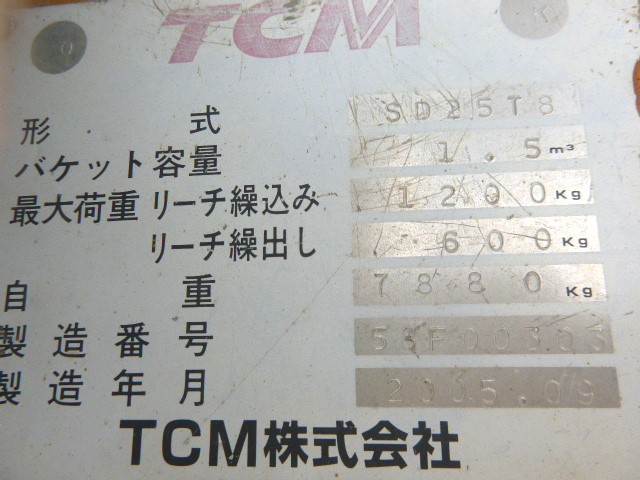 TCM
形式 SD25T8
バケット容量 1.5m³
最大荷重 リーチ繰込み 1200Kg
リーチ繰出し 600Kg
自重 7880Kg
製造番号
製造年月 2005.09
TCM株式会社